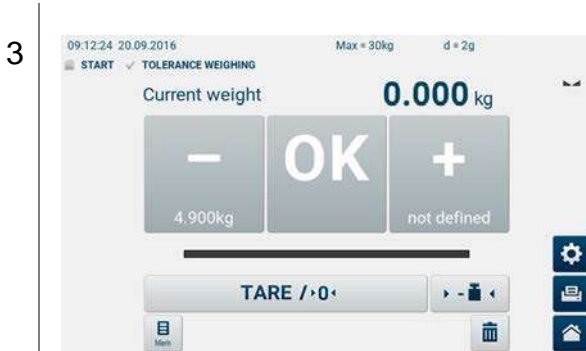 3
09:12:24 20.09.2016 Max = 30kg d = 2g
START TOLERANCE WEIGHING
Current weight 0.000 kg
− OK +
4.900kg not defined
TARE / 0
Mem